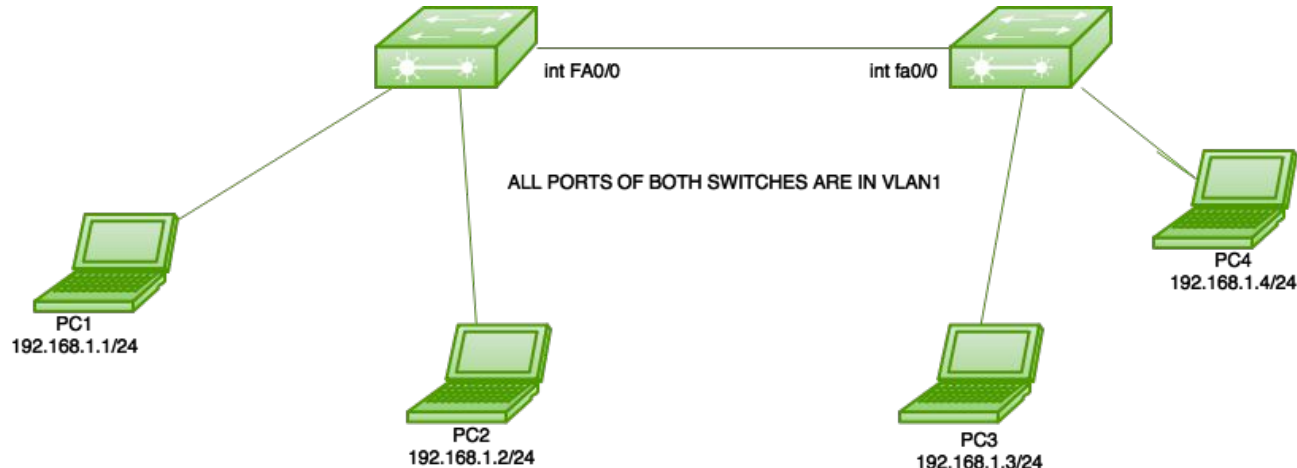 int FA0/0
int fa0/0
ALL PORTS OF BOTH SWITCHES ARE IN VLAN1
PC4
192.168.1.4/24
PC1
192.168.1.1/24
PC2
192.168.1.2/24
PC3
192.168.1.3/24